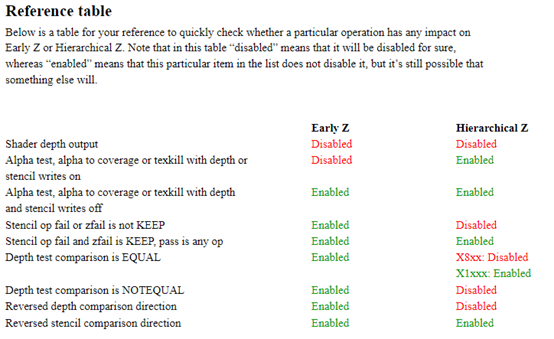 Reference table
Below is a table for your reference to quickly check whether a particular operation has any impact on
Early Z or Hierarchical Z. Note that in this table “disabled” means that it will be disabled for sure,
whereas “enabled” means that this particular item in the list does not disable it, but it’s still possible that
something else will.
Early Z Hierarchical Z
Shader depth output Disabled Disabled
Alpha test, alpha to coverage or texkill with depth or Disabled Enabled
stencil writes on
Alpha test, alpha to coverage or texkill with depth Enabled Enabled
and stencil writes off
Stencil op fail or zfail is not KEEP Enabled Disabled
Stencil op fail and zfail is KEEP, pass is any op Enabled Enabled
Depth test comparison is EQUAL Enabled X8xx: Disabled
X1xxx: Enabled
Depth test comparison is NOTEQUAL Enabled Disabled
Reversed depth comparison direction Enabled Disabled
Reversed stencil comparison direction Enabled Enabled